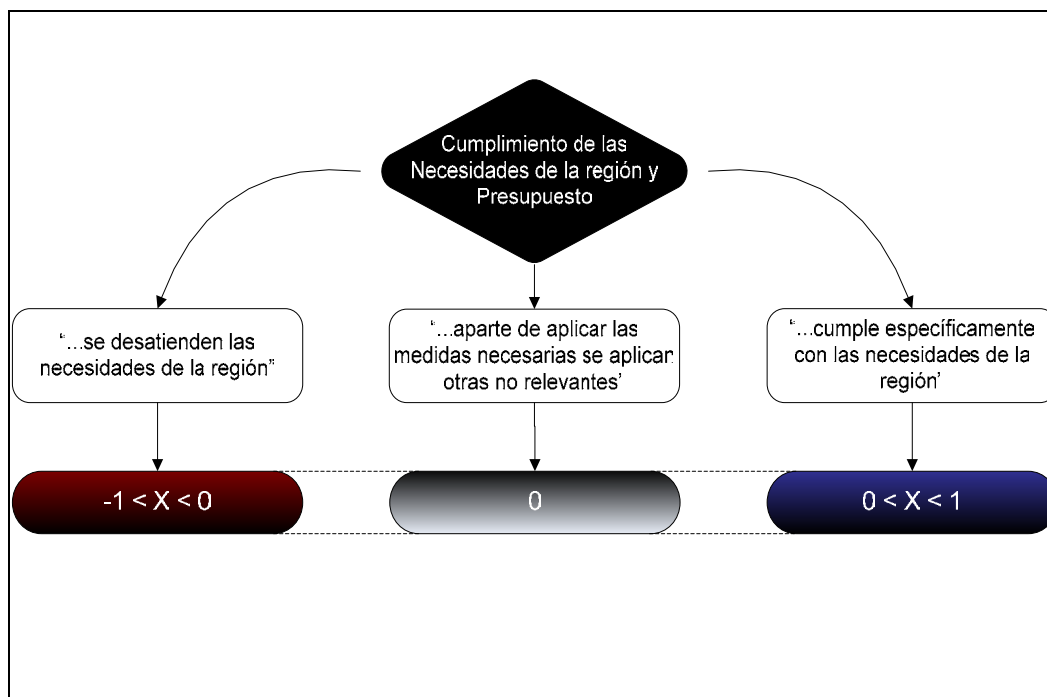 Cumplimiento de las
Necesidades de la región y
Presupuesto
“...se desatienden las
necesidades de la región”
“...aparte de aplicar las
medidas necesarias se aplican
otras no relevantes’
“...cumple específicamente
con las necesidades de la
región’
-1 < X < 0
0
0 < X < 1